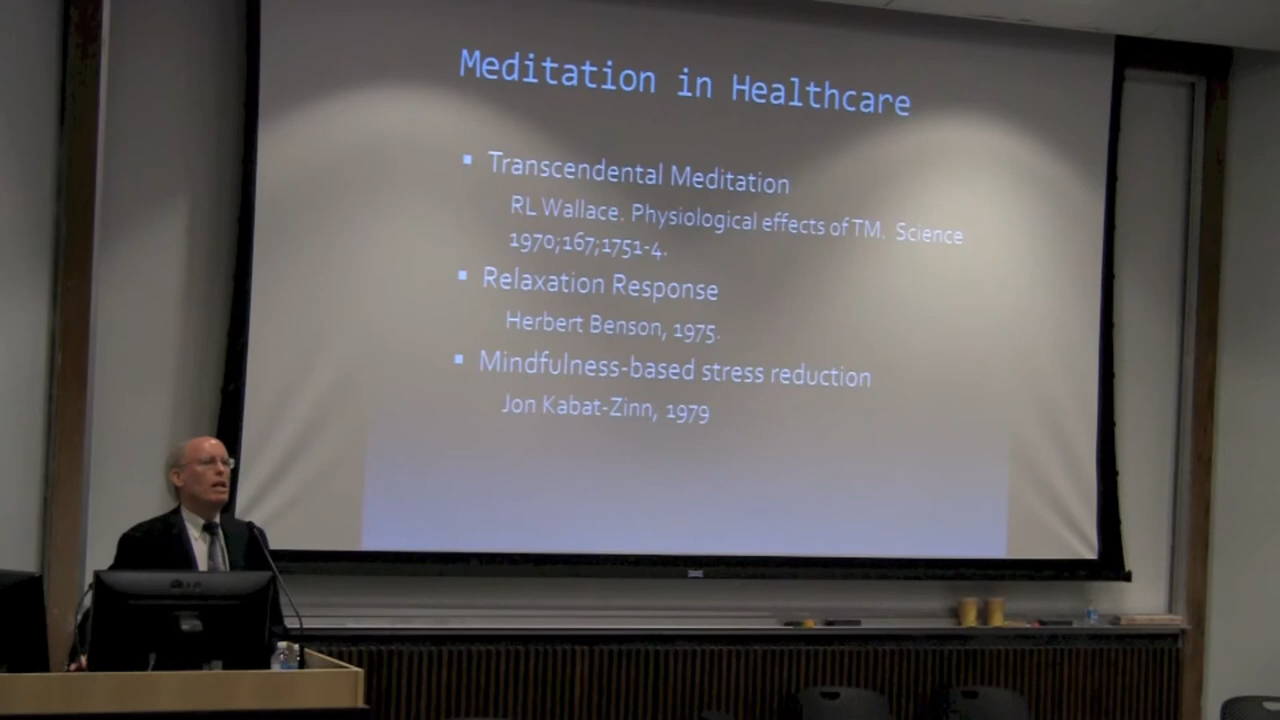 Meditation in Healthcare
▪ Transcendental Meditation
RL Wallace. Physiological effects of TM. Science
1970;167;1751-4.
▪ Relaxation Response
Herbert Benson, 1975.
▪ Mindfulness-based stress reduction
Jon Kabat-Zinn, 1979